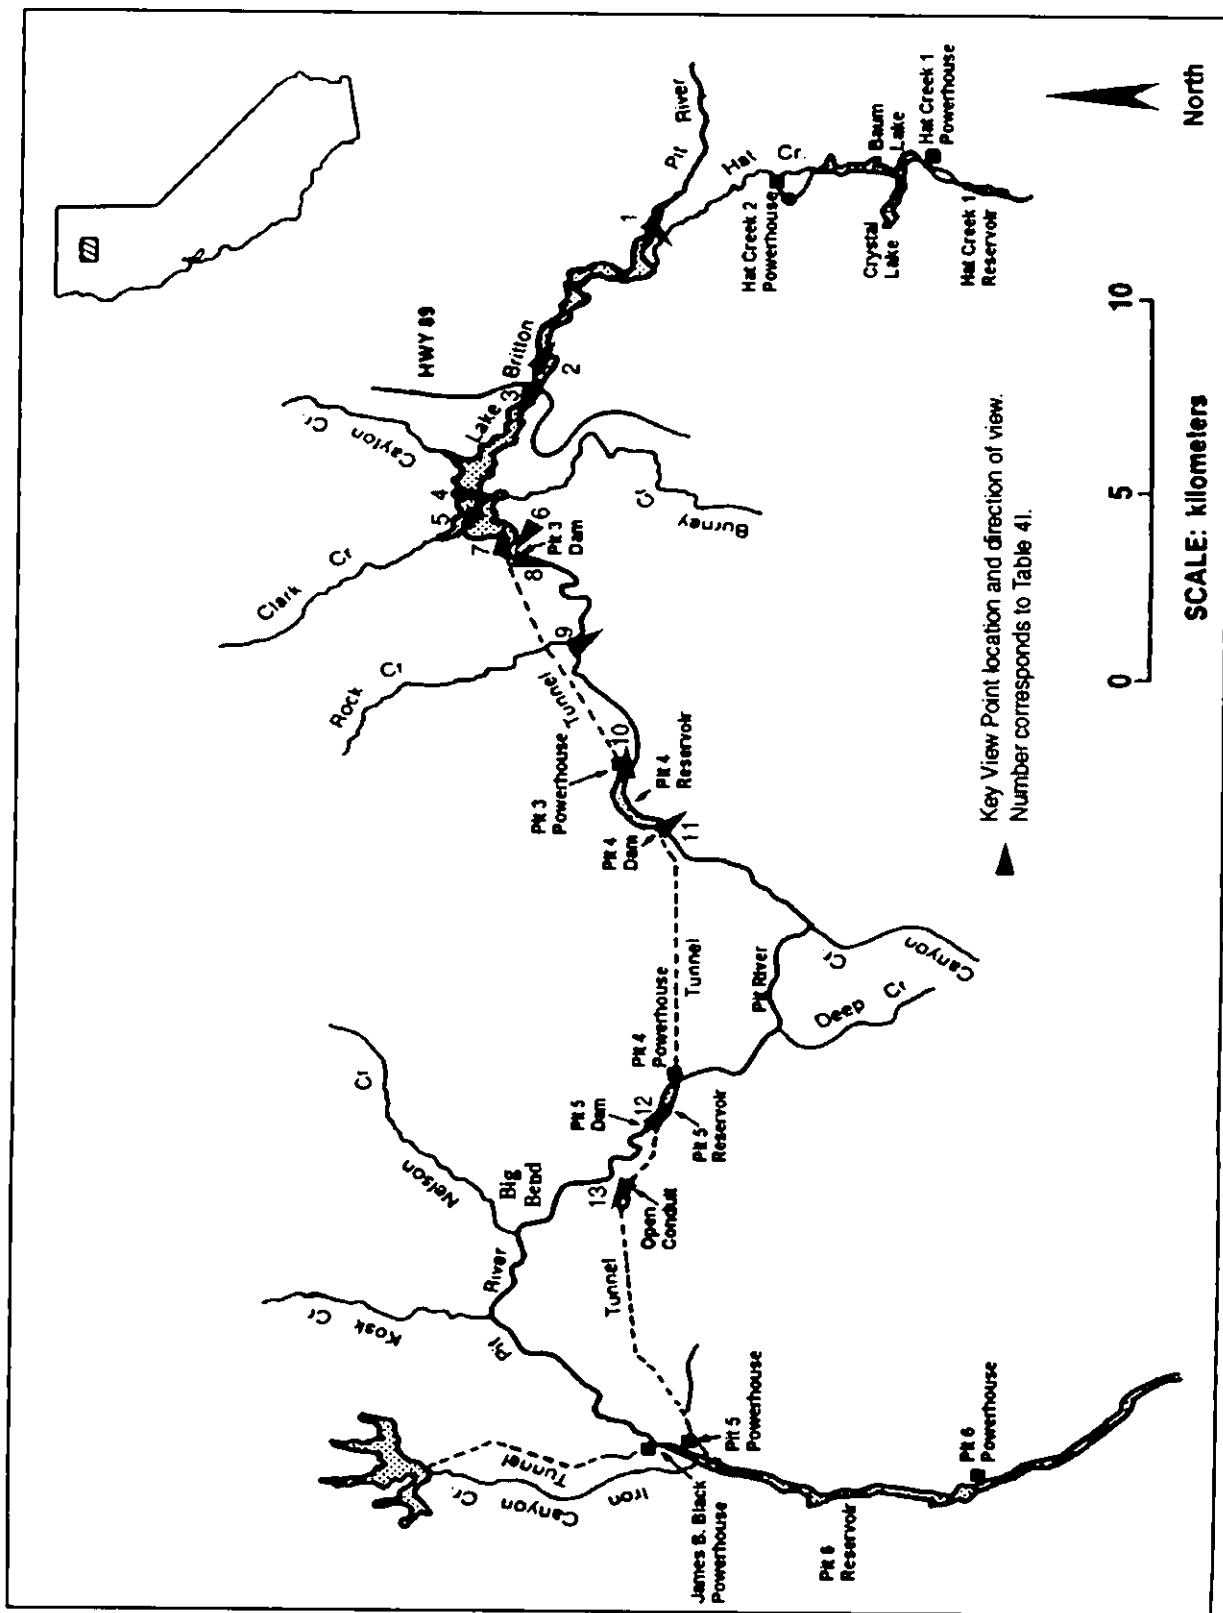 Pit
River
1
Hat
Cr.
Baum
Lake
Hat Creek 1
Powerhouse
Hat Creek 2
Powerhouse
Crystal
Lake
Hat Creek 1
Reservoir
North
HWY 89
Lake
Britton
2
3
Cayton
Cr.
4
5
6
7
8
Pit 3
Dam
Burney
Cr
Clark
Cr
Rock
Cr
9
Tunnel
10
Pit 3
Powerhouse
Pit 4
Reservoir
Pit 4
Dam
11
Tunnel
Canyon
Cr.
Deep
Cr
Pit River
Pit 4
Powerhouse
12
Pit 5
Dam
Pit 5
Reservoir
13
Open
Conduit
Big
Bend
Nelson
Cr
Pit
River
Kosk
Cr
Tunnel
Pit 5
Powerhouse
Tunnel
Iron
Canyon
Cr.
James B. Black
Powerhouse
Pit 6
Powerhouse
Pit 6
Reservoir
Key View Point location and direction of view.
Number corresponds to Table 41.
0
5
10
SCALE: kilometers